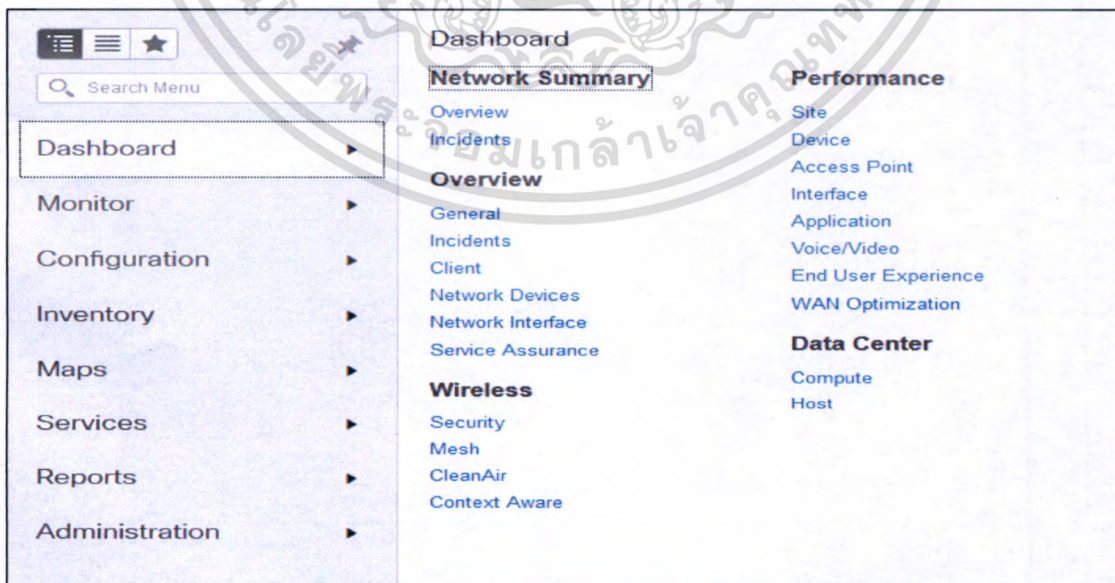 Search Menu
Dashboard
Monitor
Configuration
Inventory
Maps
Services
Reports
Administration
Dashboard
Network Summary
Overview
Incidents
Overview
General
Incidents
Client
Network Devices
Network Interface
Service Assurance
Wireless
Security
Mesh
CleanAir
Context Aware
Performance
Site
Device
Access Point
Interface
Application
Voice/Video
End User Experience
WAN Optimization
Data Center
Compute
Host